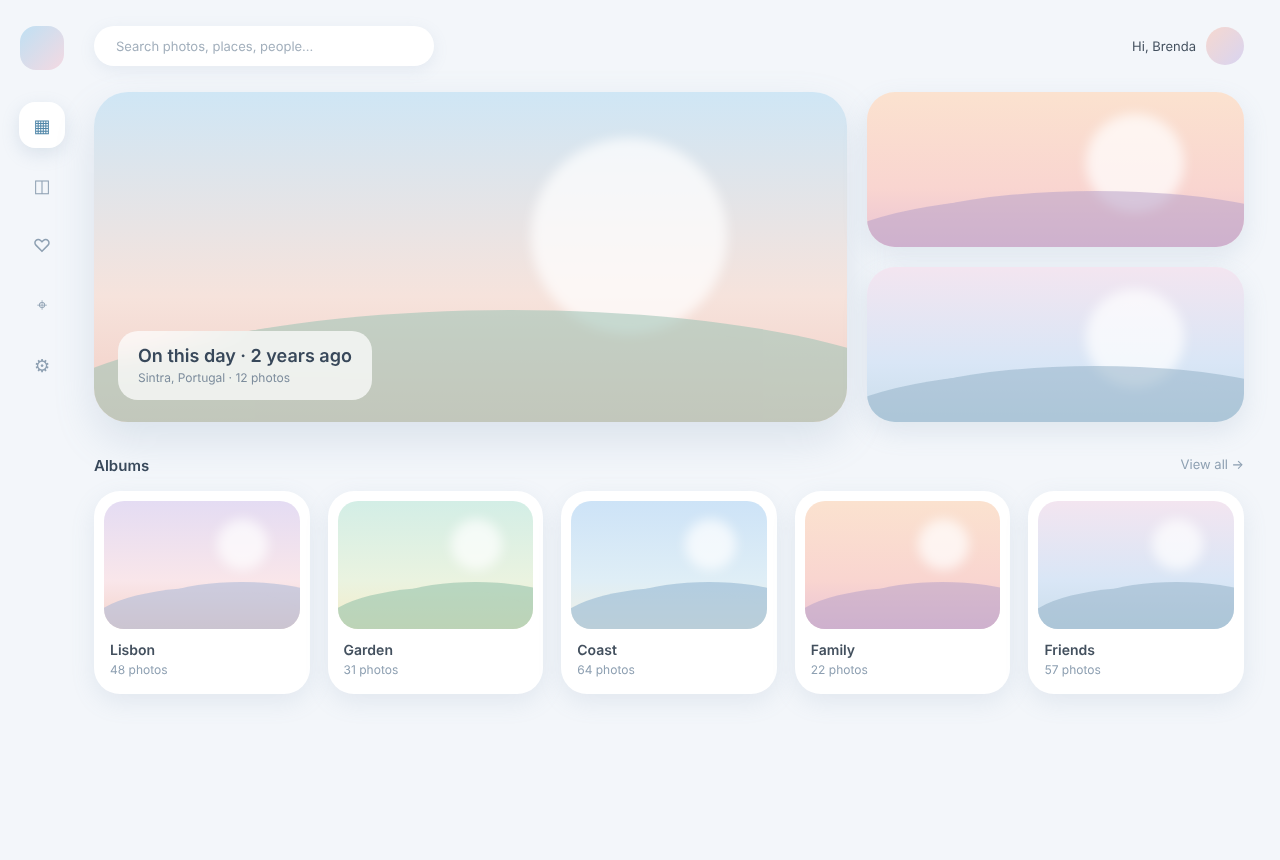 Search photos, places, people…
Hi, Brenda
On this day · 2 years ago
Sintra, Portugal · 12 photos
Albums
View all →
Lisbon
48 photos
Garden
31 photos
Coast
64 photos
Family
22 photos
Friends
57 photos